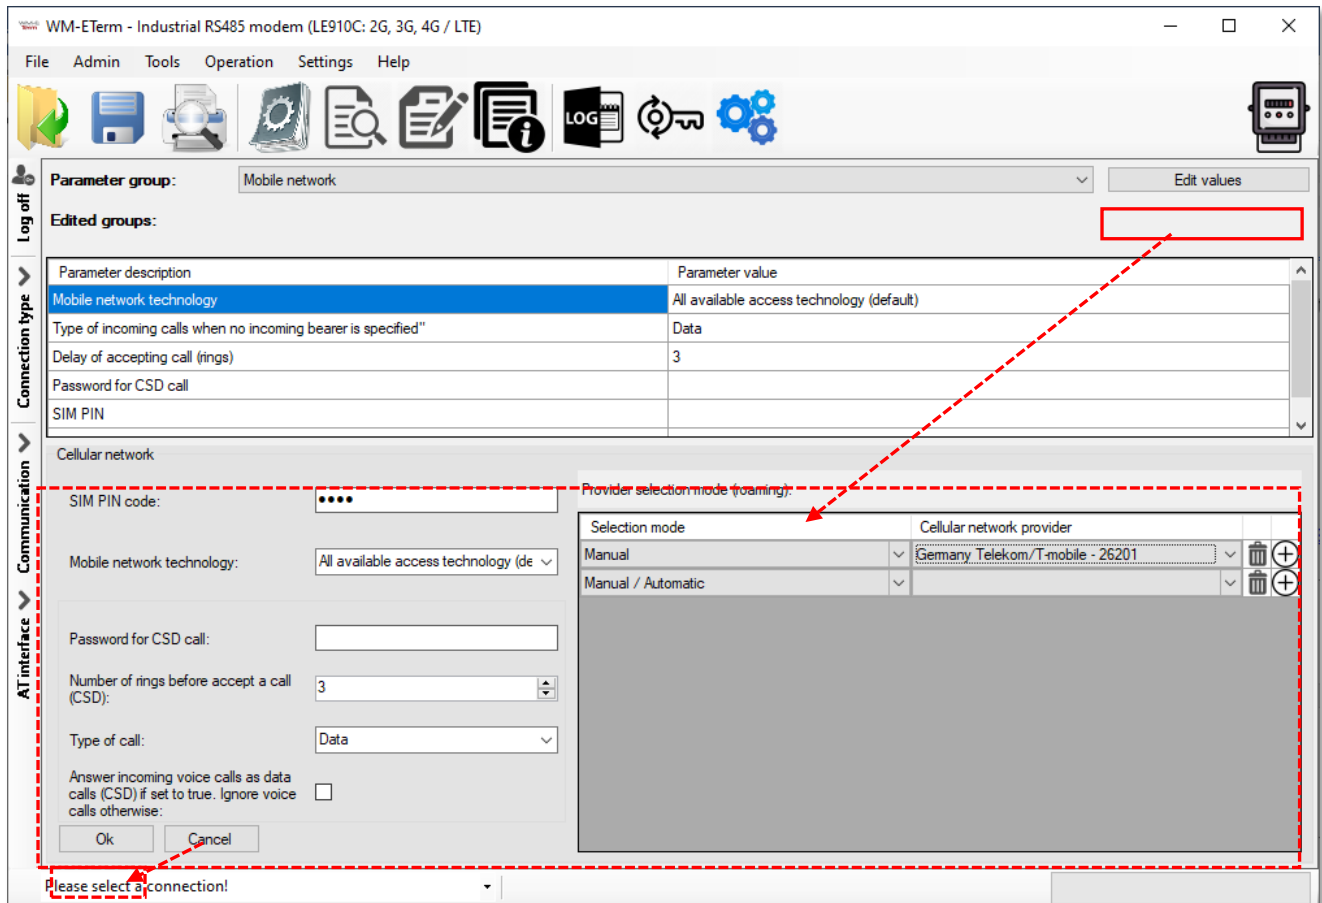 WM-ETerm - Industrial RS485 modem (LE910C: 2G, 3G, 4G / LTE)
File Admin Tools Operation Settings Help
LOG
Log off
Connection type
Communication
AT interface
Parameter group: Mobile network Edit values
Edited groups:
Parameter description Parameter value
Mobile network technology All available access technology (default)
Type of incoming calls when no incoming bearer is specified" Data
Delay of accepting call (rings) 3
Password for CSD call
SIM PIN
Cellular network
SIM PIN code: ●●●●
Mobile network technology: All available access technology (de
Password for CSD call:
Number of rings before accept a call
(CSD): 3
Type of call: Data
Answer incoming voice calls as data
calls (CSD) if set to true. Ignore voice
calls otherwise:
Ok Cancel
Provider selection mode (roaming):
Selection mode Cellular network provider
Manual Germany Telekom/T-mobile - 26201
Manual / Automatic
Please select a connection!